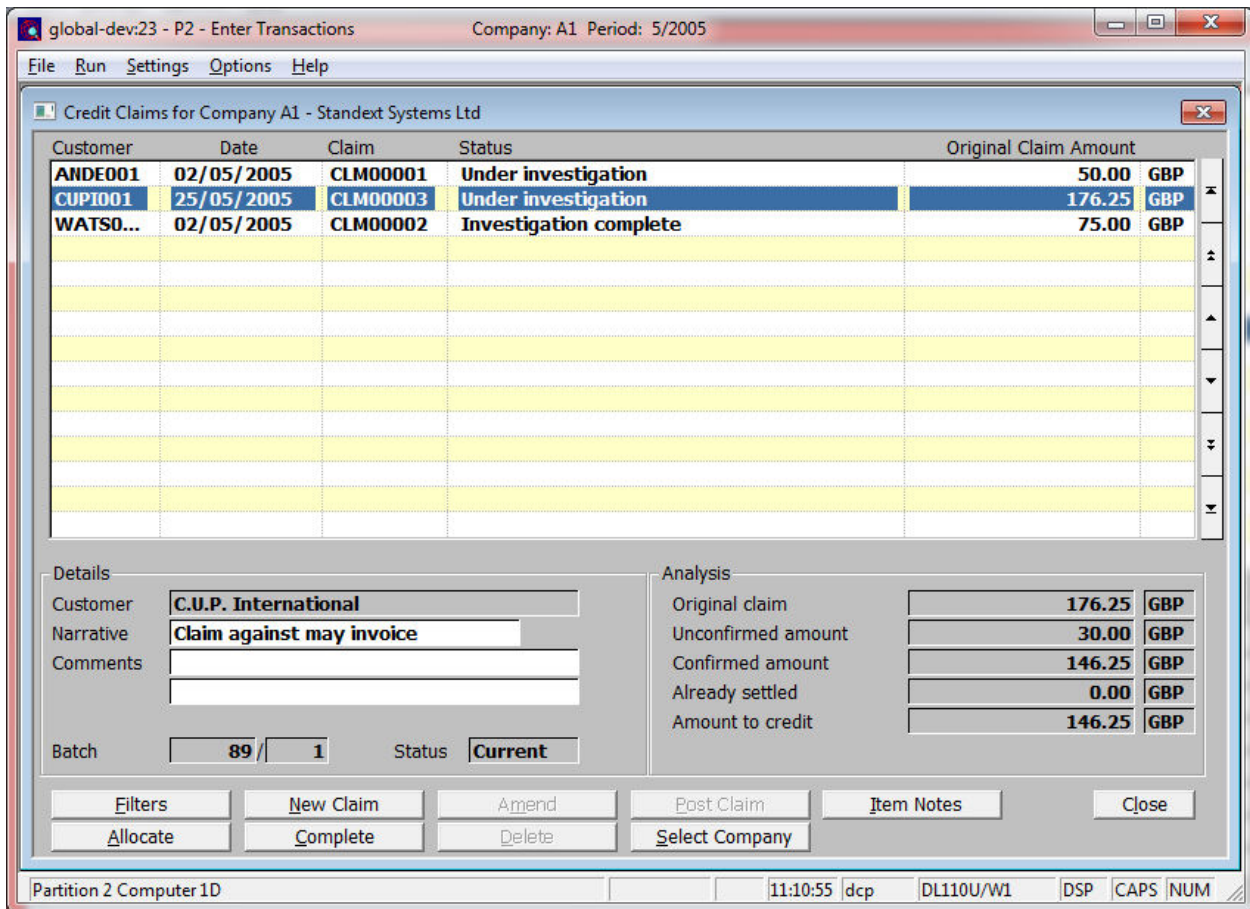 global-dev:23 - P2 - Enter Transactions Company: A1 Period: 5/2005
File Run Settings Options Help
Credit Claims for Company A1 - Standext Systems Ltd
Customer Date Claim Status Original Claim Amount
ANDE001 02/05/2005 CLM00001 Under investigation 50.00 GBP
CUPI001 25/05/2005 CLM00003 Under investigation 176.25 GBP
WATS0... 02/05/2005 CLM00002 Investigation complete 75.00 GBP
Details
Customer C.U.P. International
Narrative Claim against may invoice
Comments
Batch 89 / 1 Status Current
Analysis
Original claim 176.25 GBP
Unconfirmed amount 30.00 GBP
Confirmed amount 146.25 GBP
Already settled 0.00 GBP
Amount to credit 146.25 GBP
Filters New Claim Amend Post Claim Item Notes Close
Allocate Complete Delete Select Company
Partition 2 Computer 1D 11:10:55 dcp DL110U/W1 DSP CAPS NUM